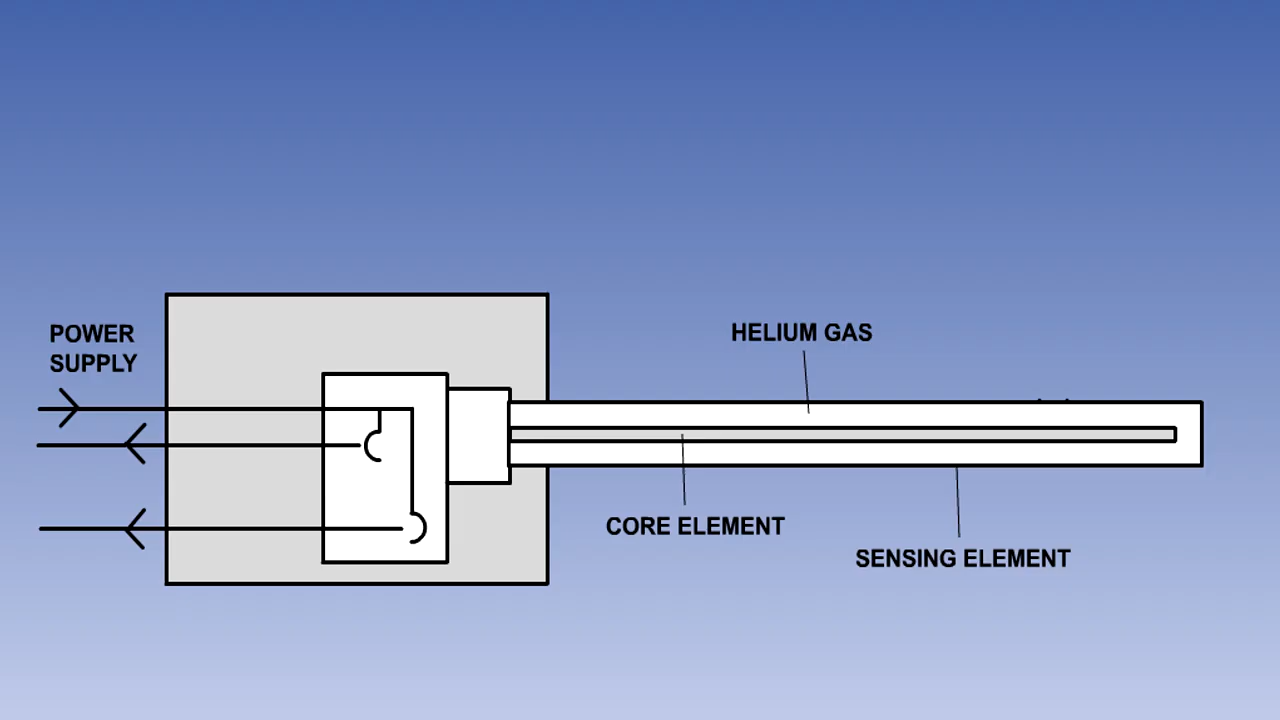 POWER
SUPPLY
HELIUM GAS
CORE ELEMENT
SENSING ELEMENT